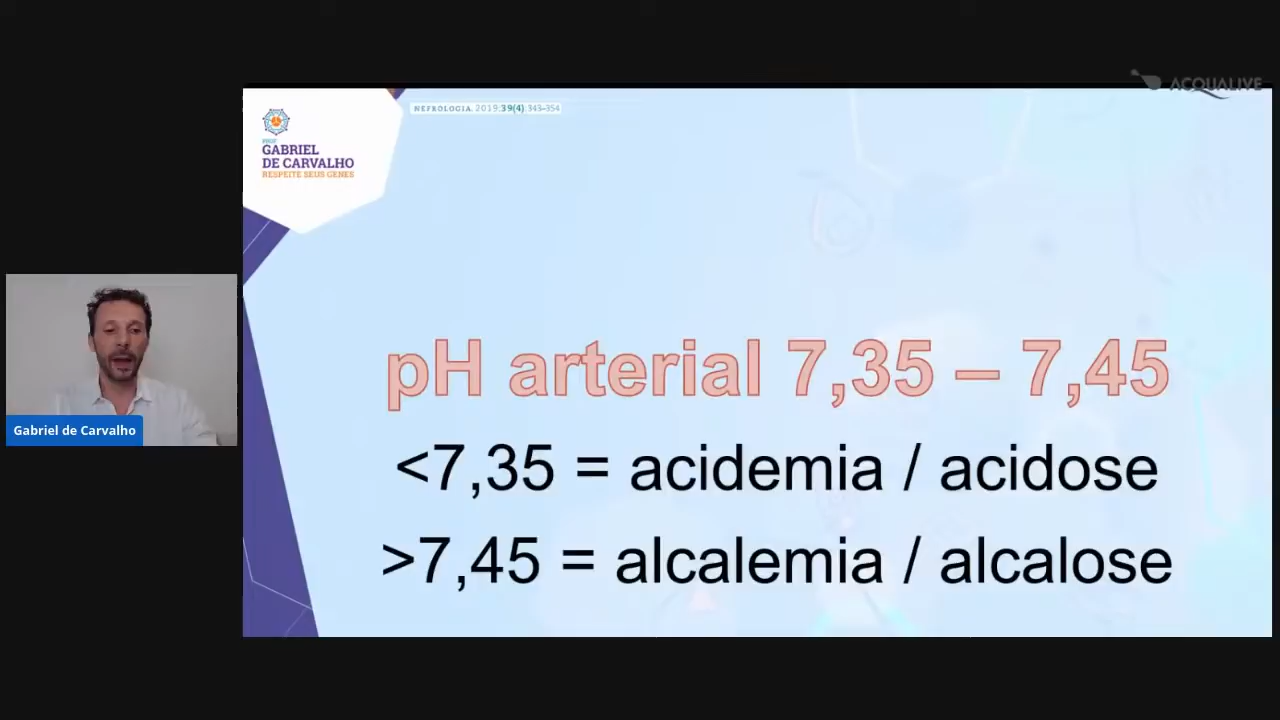 ACQUALIVE
NEFROLOGIA. 2019;39(4):343–354
PROF.
GABRIEL
DE CARVALHO
RESPEITE SEUS GENES
pH arterial 7,35 – 7,45
<7,35 = acidemia / acidose
>7,45 = alcalemia / alcalose
Gabriel de Carvalho